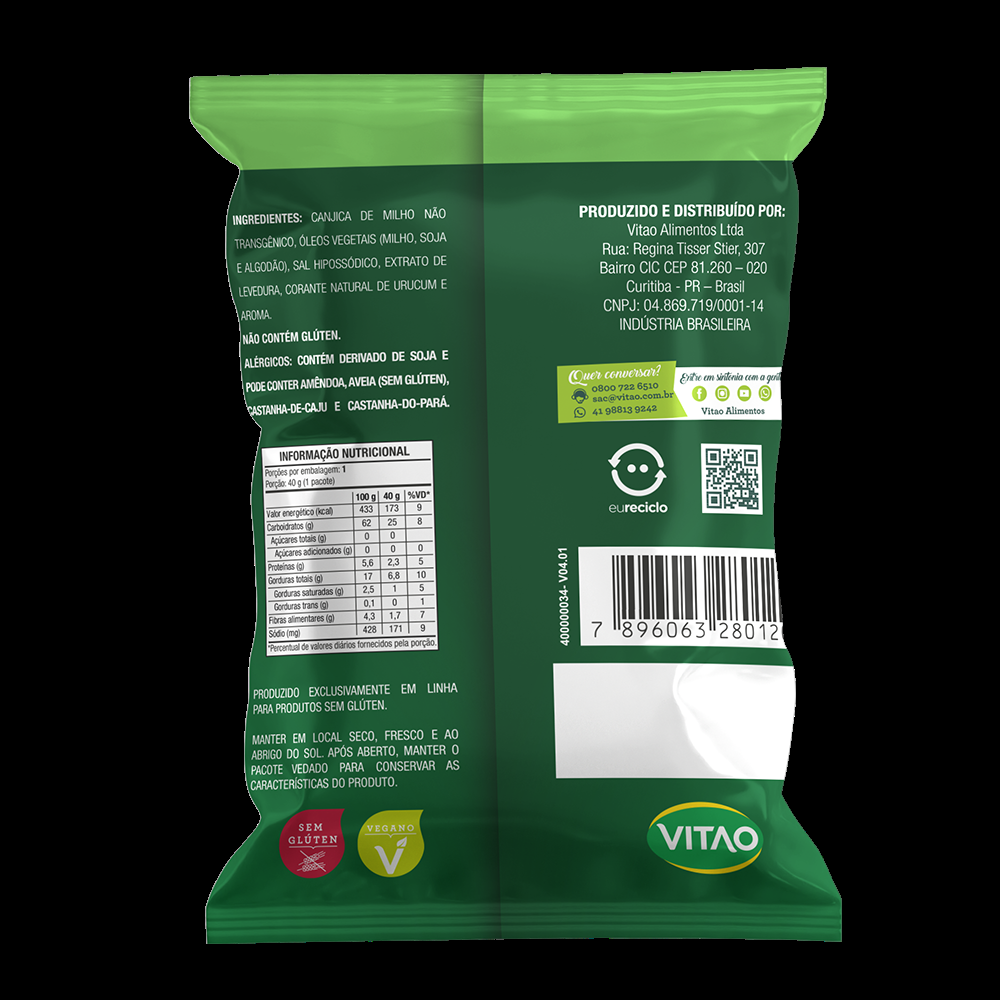 INGREDIENTES: CANJICA DE MILHO NÃO
TRANSGÊNICO, ÓLEOS VEGETAIS (MILHO, SOJA
E ALGODÃO), SAL HIPOSSÓDICO, EXTRATO DE
LEVEDURA, CORANTE NATURAL DE URUCUM E
AROMA.
NÃO CONTÉM GLÚTEN.
ALÉRGICOS: CONTÉM DERIVADO DE SOJA E
PODE CONTER AMÊNDOA, AVEIA (SEM GLÚTEN),
CASTANHA-DE-CAJU E CASTANHA-DO-PARÁ.
INFORMAÇÃO NUTRICIONAL
Porções por embalagem: 1
Porção: 40 g (1 pacote)
100 g 40 g %VD*
Valor energético (kcal) 433 173 9
Carboidratos (g) 62 25 8
Açúcares totais (g) 0 0
Açúcares adicionados (g) 0 0 0
Proteínas (g) 5,6 2,3 5
Gorduras totais (g) 17 6,8 10
Gorduras saturadas (g) 2,5 1 5
Gorduras trans (g) 0,1 0 1
Fibras alimentares (g) 4,3 1,7 7
Sódio (mg) 428 171 9
*Percentual de valores diários fornecidos pela porção.
PRODUZIDO EXCLUSIVAMENTE EM LINHA
PARA PRODUTOS SEM GLÚTEN.
MANTER EM LOCAL SECO, FRESCO E AO
ABRIGO DO SOL. APÓS ABERTO, MANTER O
PACOTE VEDADO PARA CONSERVAR AS
CARACTERÍSTICAS DO PRODUTO.
SEM
GLÚTEN
VEGANO
PRODUZIDO E DISTRIBUÍDO POR:
Vitao Alimentos Ltda
Rua: Regina Tisser Stier, 307
Bairro CIC CEP 81.260 – 020
Curitiba - PR – Brasil
CNPJ: 04.869.719/0001-14
INDÚSTRIA BRASILEIRA
Quer conversar?
0800 722 6510
sac@vitao.com.br
41 98813 9242
Entre em sintonia com a gente
Vitao Alimentos
eureciclo
400000034- V04.01
7 896063 28012
VITAO